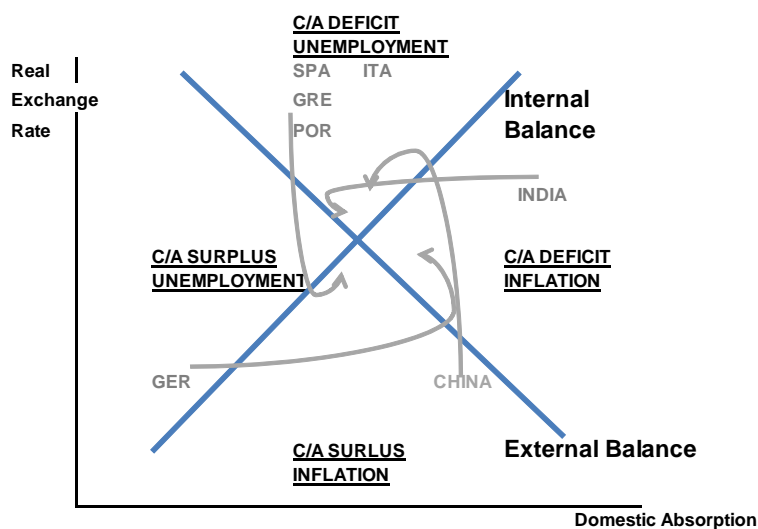 C/A DEFICIT
UNEMPLOYMENT
Real
SPA ITA
Exchange
GRE
Internal
Rate
POR
Balance
INDIA
C/A SURPLUS
UNEMPLOYMENT
C/A DEFICIT
INFLATION
GER
CHINA
C/A SURLUS
INFLATION
External Balance
Domestic Absorption